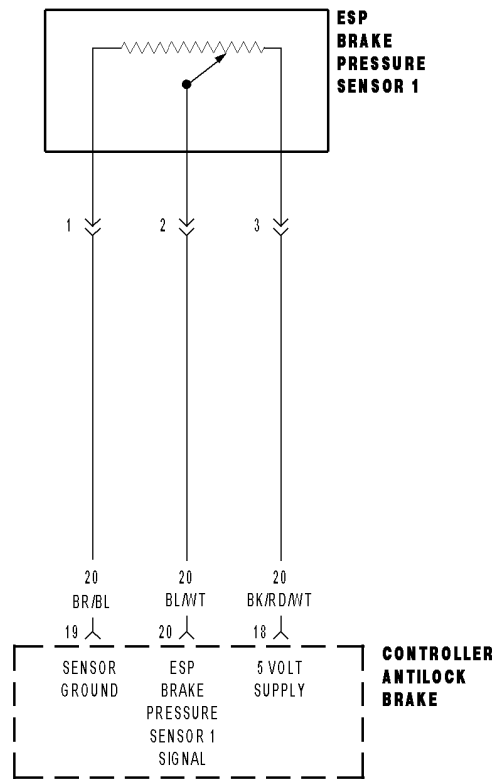 ESP
BRAKE
PRESSURE
SENSOR 1
1 2 3
20 20 20
BR/BL BL/WT BK/RD/WT
19 20 18
SENSOR
GROUND
ESP
BRAKE
PRESSURE
SENSOR 1
SIGNAL
5 VOLT
SUPPLY
CONTROLLER
ANTILOCK
BRAKE